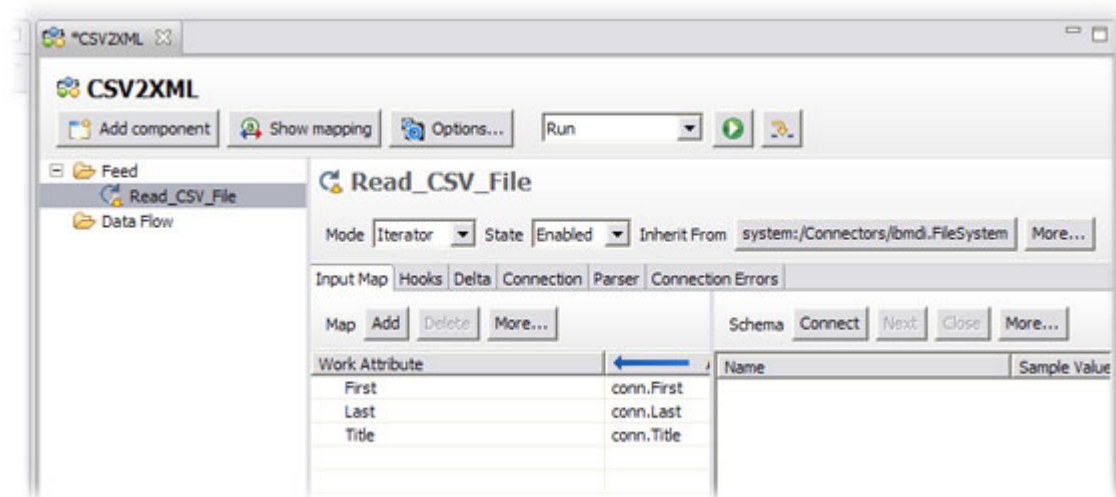 *CSV2XML
CSV2XML
Add component Show mapping Options... Run
Feed
Read_CSV_File
Data Flow
Read_CSV_File
Mode Iterator State Enabled Inherit From system:/Connectors/ibmdi.FileSystem More...
Input Map Hooks Delta Connection Parser Connection Errors
Map Add Delete More...
Schema Connect Next Close More...
Work Attribute
First conn.First
Last conn.Last
Title conn.Title
Name Sample Value